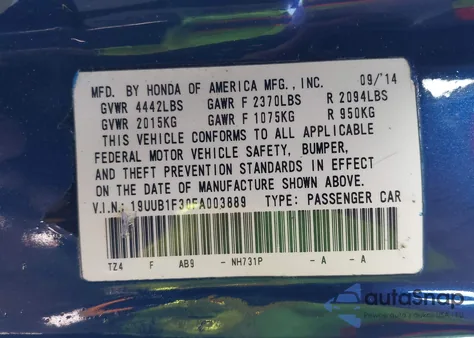 MFD. BY HONDA OF AMERICA MFG., INC. 09/'14
GVWR 4442LBS GAWR F 2370LBS R 2094LBS
GVWR 2015KG GAWR F 1075KG R 950KG
THIS VEHICLE CONFORMS TO ALL APPLICABLE
FEDERAL MOTOR VEHICLE SAFETY, BUMPER,
AND THEFT PREVENTION STANDARDS IN EFFECT
ON THE DATE OF MANUFACTURE SHOWN ABOVE.
V.I.N.: 19UUB1F30FA003889 TYPE: PASSENGER CAR
TZ4 F AB9 - NH731P - A - A
autoSnap